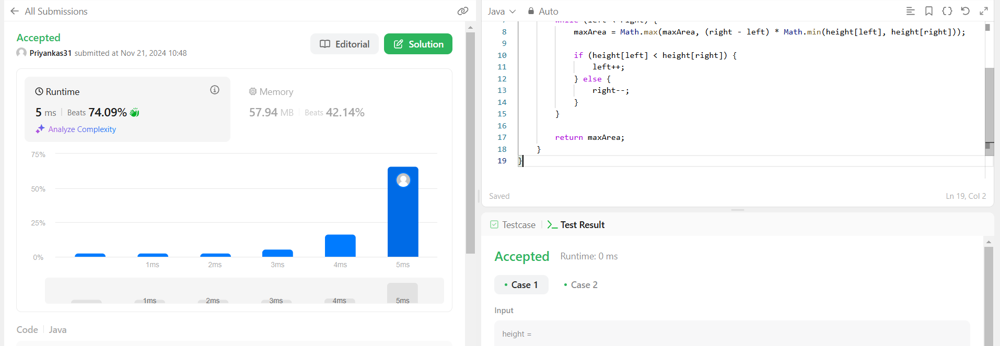 All Submissions
Accepted
Priyankas31 submitted at Nov 21, 2024 10:48
Editorial
Solution
Runtime
5 ms | Beats 74.09%
Analyze Complexity
Memory
57.94 MB | Beats 42.14%
75%
50%
25%
0%
1ms 2ms 3ms 4ms 5ms
1ms 2ms 3ms 4ms 5ms
Code | Java
Java Auto
while (left < right) {
8 maxArea = Math.max(maxArea, (right - left) * Math.min(height[left], height[right]));
9
10 if (height[left] < height[right]) {
11 left++;
12 } else {
13 right--;
14 }
15 }
16
17 return maxArea;
18 }
19 }
Saved
Ln 19, Col 2
Testcase | Test Result
Accepted Runtime: 0 ms
• Case 1 • Case 2
Input
height =